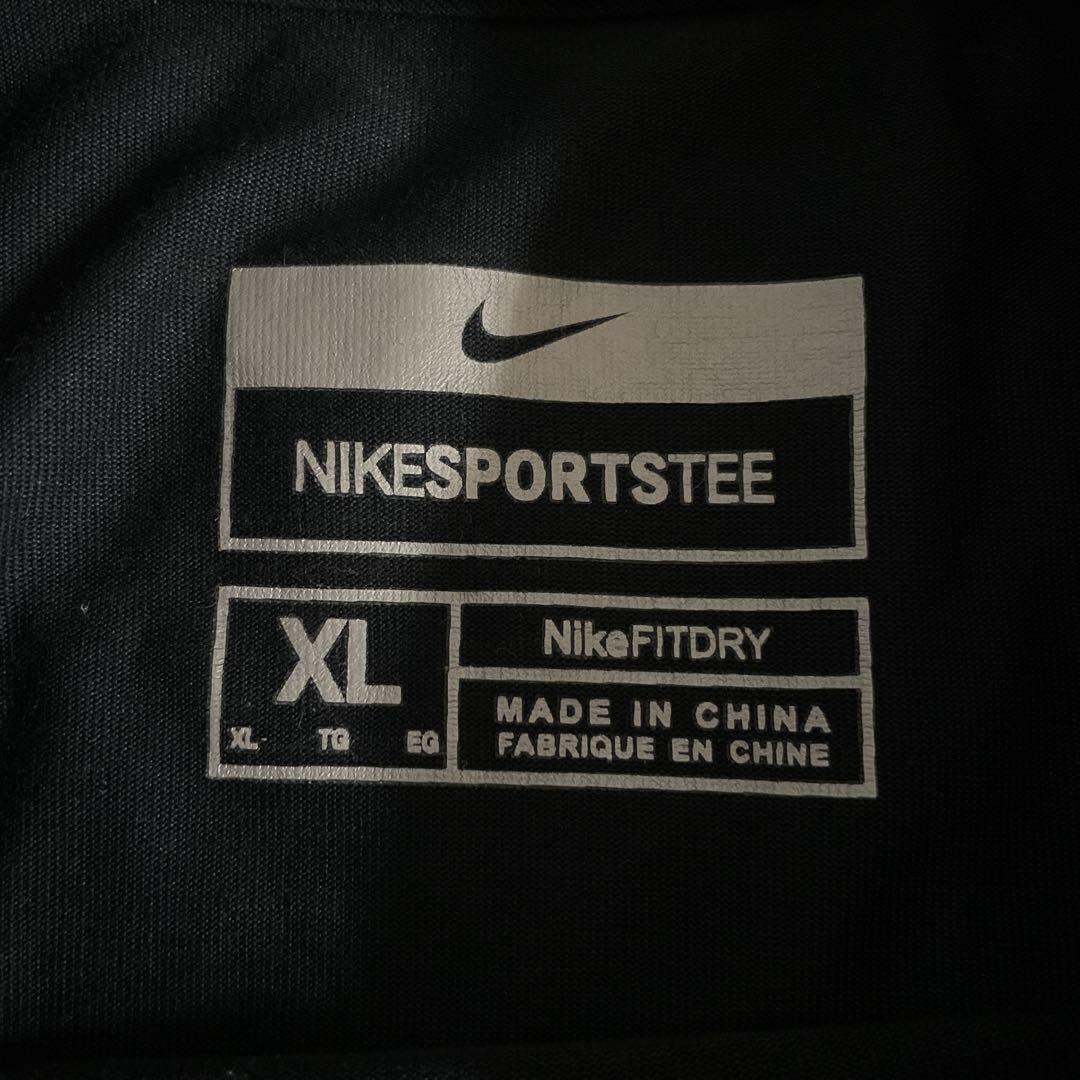 NIKESPORTSTEE
XL
XL TG EG
NikeFITDRY
MADE IN CHINA
FABRIQUE EN CHINE